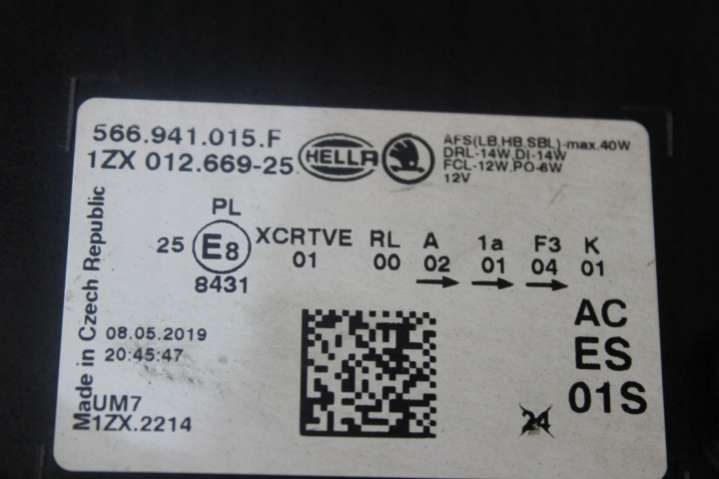 566.941.015.F
1ZX 012.669-25
HELLA
AFS(LB.HB.SBL)-max.40W
DRL-14W.DI-14W
FCL-12W.PO-6W
12V
PL
25 E8 XCRTVE RL A 1a F3 K
01 00 02 01 04 01
8431
Made in Czech Republic
08.05.2019
20:45:47
UM7
1ZX.2214
AC
ES
01S
24